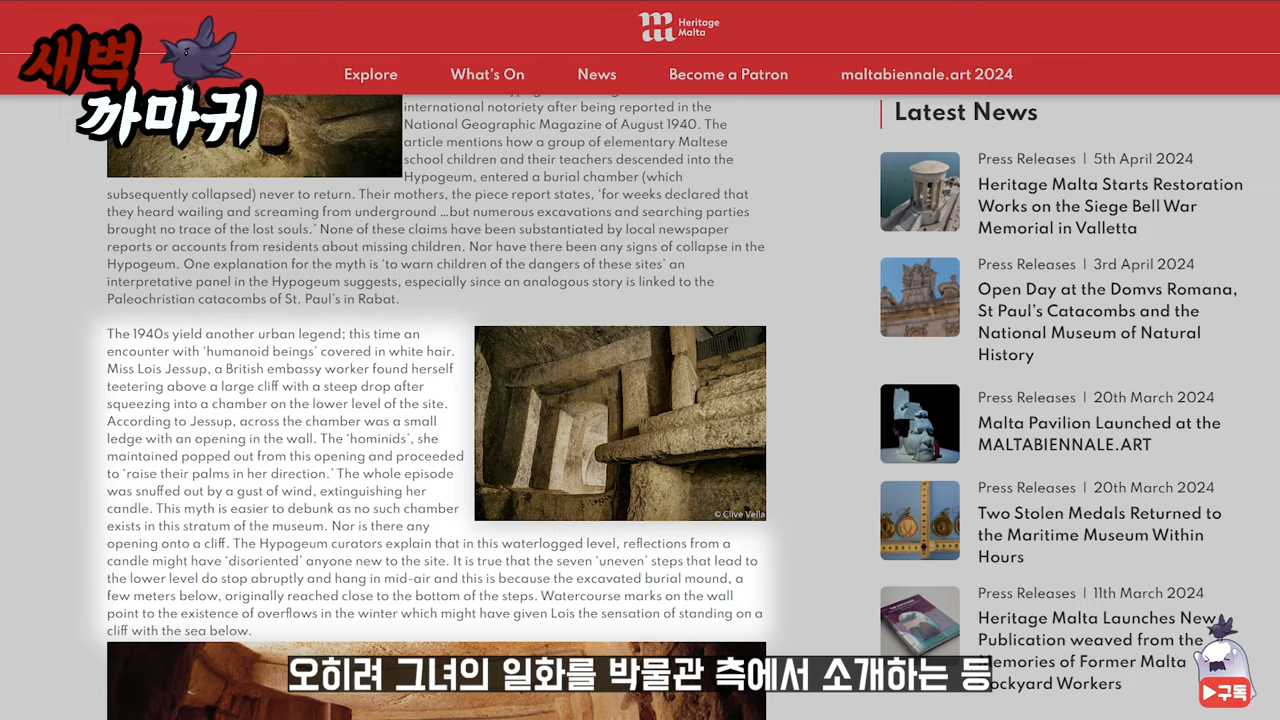 새벽
까마귀
Heritage
Malta
Explore
What's On
News
Become a Patron
maltabiennale.art 2024
international notoriety after being reported in the
National Geographic Magazine of August 1940. The
article mentions how a group of elementary Maltese
school children and their teachers descended into the
Hypogeum, entered a burial chamber (which
subsequently collapsed) never to return. Their mothers, the piece report states, 'for weeks declared that
they heard wailing and screaming from underground …but numerous excavations and searching parties
brought no trace of the lost sauls.' None of these claims have been substantiated by local newspaper
reports or accounts from residents about missing children. Nor have there been any signs of collapse in the
Hypogeum. One explanation for the myth is 'to warn children of the dangers of these sites' an
interpretative panel in the Hypogeum suggests, especially since an analogous story is linked to the
Paleochristian catacombs of St. Paul's in Rabat.
The 1940s yield another urban legend; this time an
encounter with 'humanoid beings' covered in white hair.
Miss Lois Jessup, a British embassy worker found herself
teetering above a large cliff with a steep drop after
squeezing into a chamber on the lower level of the site.
According to Jessup, across the chamber was a small
ledge with an opening in the wall. The 'hominids', she
maintained popped out from this opening and proceeded
to 'raise their palms in her direction.' The whole episode
was snuffed out by a gust of wind, extinguishing her
candle. This myth is easier to debunk as no such chamber
exists in this stratum of the museum. Nor is there any
opening onto a cliff. The Hypogeum curators explain that in this waterlogged level, reflections from a
candle might have 'disoriented' anyone new to the site. It is true that the seven 'uneven' steps that lead to
the lower level do stop abruptly and hang in mid-air and this is because the excavated burial mound, a
few meters below, originally reached close to the bottom of the steps. Watercourse marks on the wall
point to the existence of overflows in the winter which might have given Lois the sensation of standing on a
cliff with the sea below.
© Clive Vella
Latest News
Press Releases | 5th April 2024
Heritage Malta Starts Restoration
Works on the Siege Bell War
Memorial in Valletta
Press Releases | 3rd April 2024
Open Day at the Domvs Romana,
St Paul's Catacombs and the
National Museum of Natural
History
Press Releases | 20th March 2024
Malta Pavilion Launched at the
MALTABIENNALE.ART
Press Releases | 20th March 2024
Two Stolen Medals Returned to
the Maritime Museum Within
Hours
Press Releases | 11th March 2024
Heritage Malta Launches New
Publication weaved from the
Memories of Former Malta
Dockyard Workers
오히려 그녀의 일화를 박물관 측에서 소개하는 등
구독